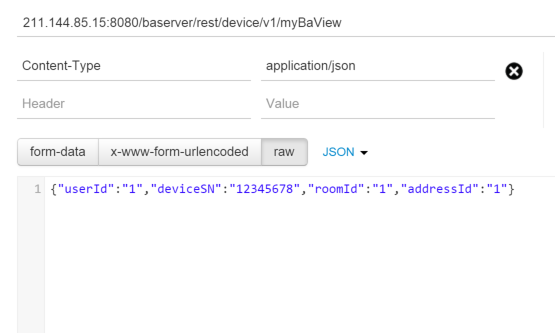 211.144.85.15:8080/baserver/rest/device/v1/myBaView
Content-Type application/json
Header Value
form-data x-www-form-urlencoded raw JSON
1 {"userId":"1","deviceSN":"12345678","roomId":"1","addressId":"1"}